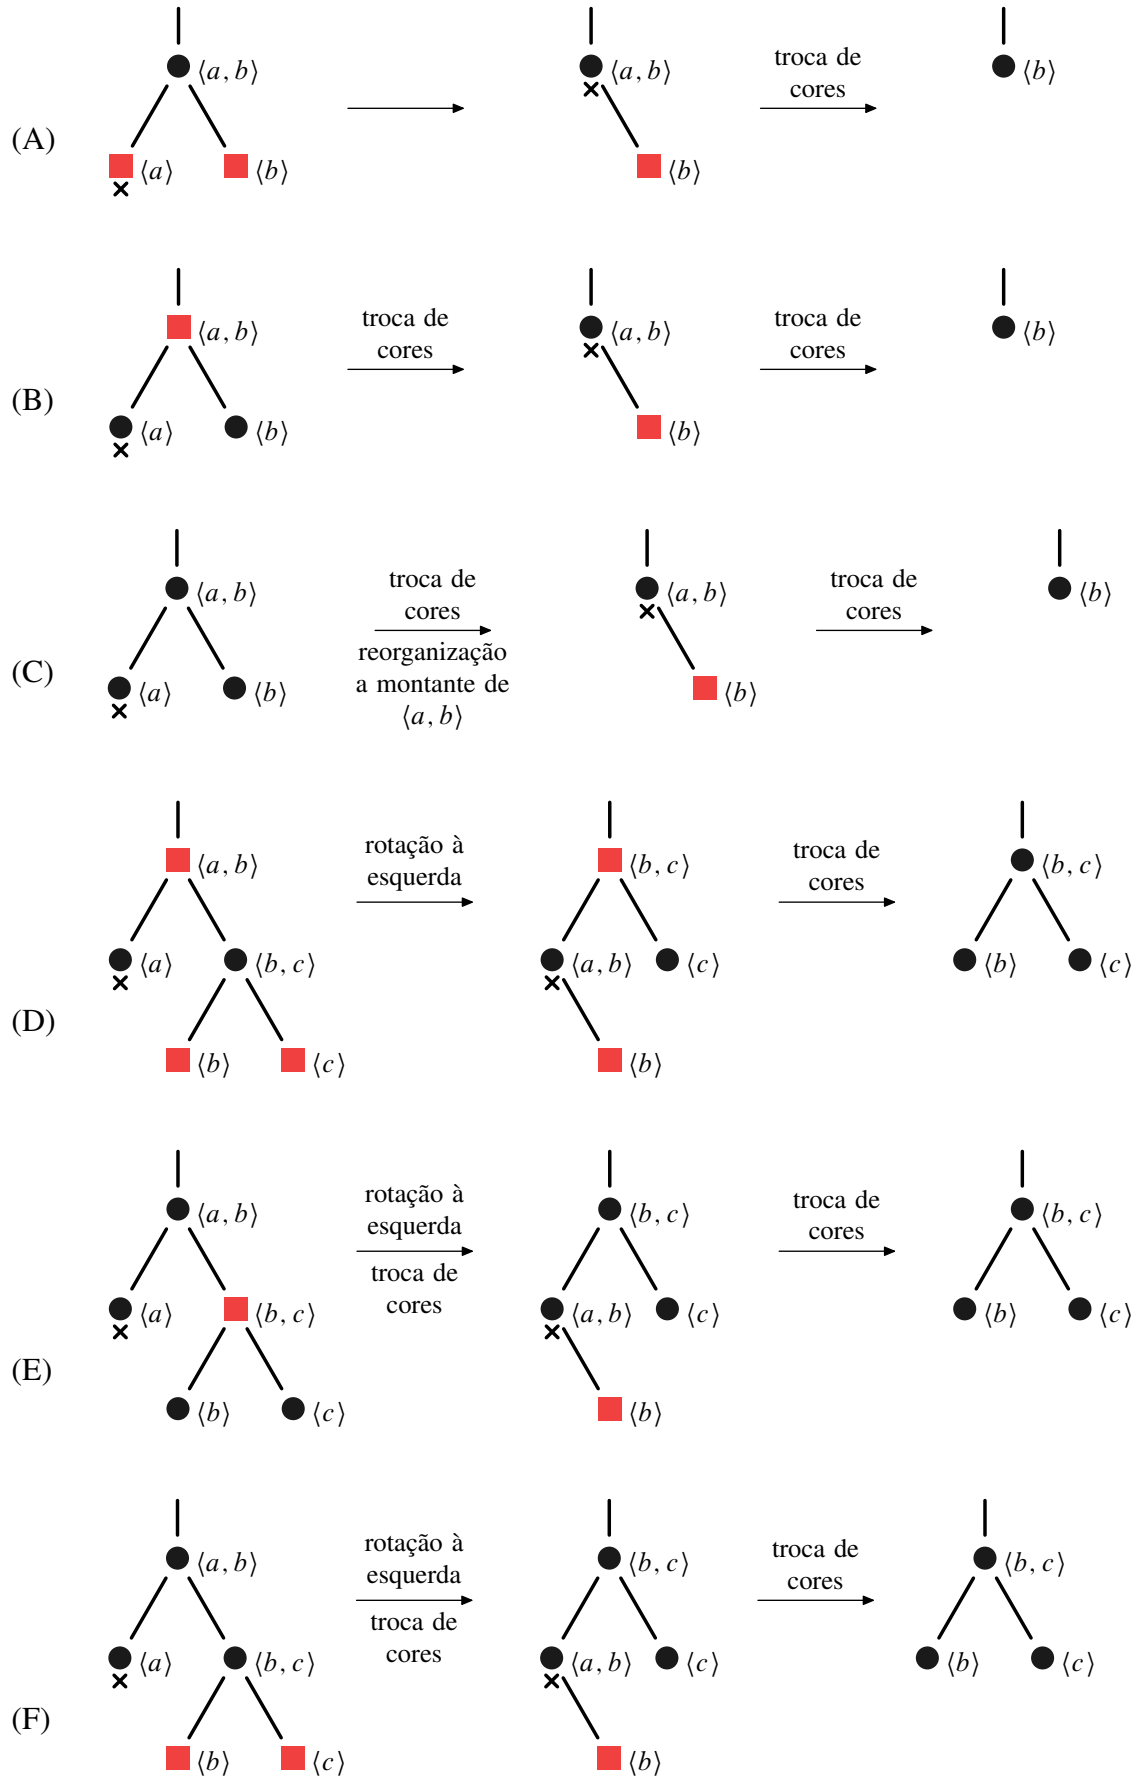 (A)
⟨a, b⟩
⟨a⟩
⟨b⟩
⟨a, b⟩
⟨b⟩
troca de
cores
⟨b⟩
(B)
⟨a, b⟩
⟨a⟩
⟨b⟩
troca de
cores
⟨a, b⟩
⟨b⟩
troca de
cores
⟨b⟩
(C)
⟨a, b⟩
⟨a⟩
⟨b⟩
troca de
cores
reorganização
a montante de
⟨a, b⟩
⟨a, b⟩
⟨b⟩
troca de
cores
⟨b⟩
(D)
⟨a, b⟩
⟨a⟩
⟨b, c⟩
⟨b⟩
⟨c⟩
rotação à
esquerda
⟨b, c⟩
⟨a, b⟩
⟨c⟩
⟨b⟩
troca de
cores
⟨b, c⟩
⟨b⟩
⟨c⟩
(E)
⟨a, b⟩
⟨a⟩
⟨b, c⟩
⟨b⟩
⟨c⟩
rotação à
esquerda
troca de
cores
⟨b, c⟩
⟨a, b⟩
⟨c⟩
⟨b⟩
troca de
cores
⟨b, c⟩
⟨b⟩
⟨c⟩
(F)
⟨a, b⟩
⟨a⟩
⟨b, c⟩
⟨b⟩
⟨c⟩
rotação à
esquerda
troca de
cores
⟨b, c⟩
⟨a, b⟩
⟨c⟩
⟨b⟩
troca de
cores
⟨b, c⟩
⟨b⟩
⟨c⟩